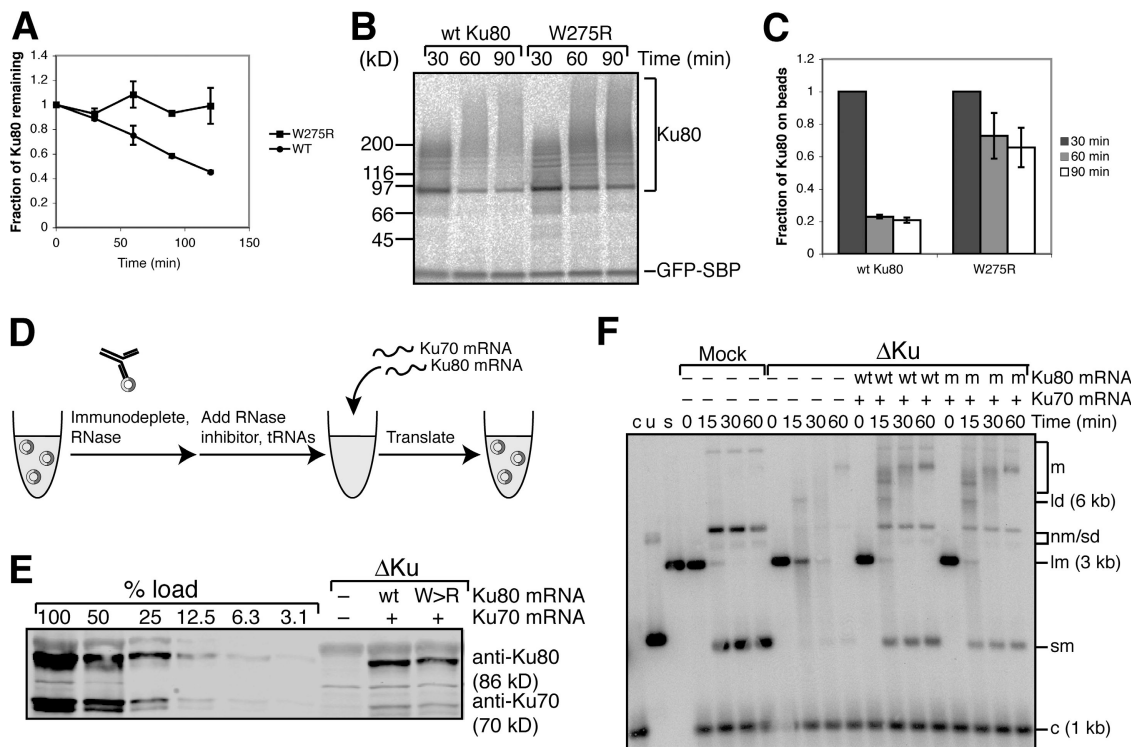 A
Fraction of Ku80 remaining
1.4
1.2
1
0.8
0.6
0.4
0.2
0
0 50 100 150
Time (min)
W275R
WT
B
wt Ku80 W275R
(kD) 30 60 90 30 60 90 Time (min)
200
116
97
66
45
Ku80
GFP-SBP
C
Fraction of Ku80 on beads
1.2
1
0.8
0.6
0.4
0.2
0
wt Ku80 W275R
30 min
60 min
90 min
D
Ku70 mRNA
Ku80 mRNA
Immunodeplete,
RNase
Add RNase
inhibitor, tRNAs
Translate
E
% load
ΔKu
– wt W>R Ku80 mRNA
100 50 25 12.5 6.3 3.1 – + + Ku70 mRNA
anti-Ku80
(86 kD)
anti-Ku70
(70 kD)
F
Mock ΔKu
– – – – – – – – wt wt wt wt m m m m Ku80 mRNA
– – – – – – – – + + + + + + + + Ku70 mRNA
c u s 0 15 30 60 0 15 30 60 0 15 30 60 0 15 30 60 Time (min)
m
ld (6 kb)
nm/sd
lm (3 kb)
sm
c (1 kb)